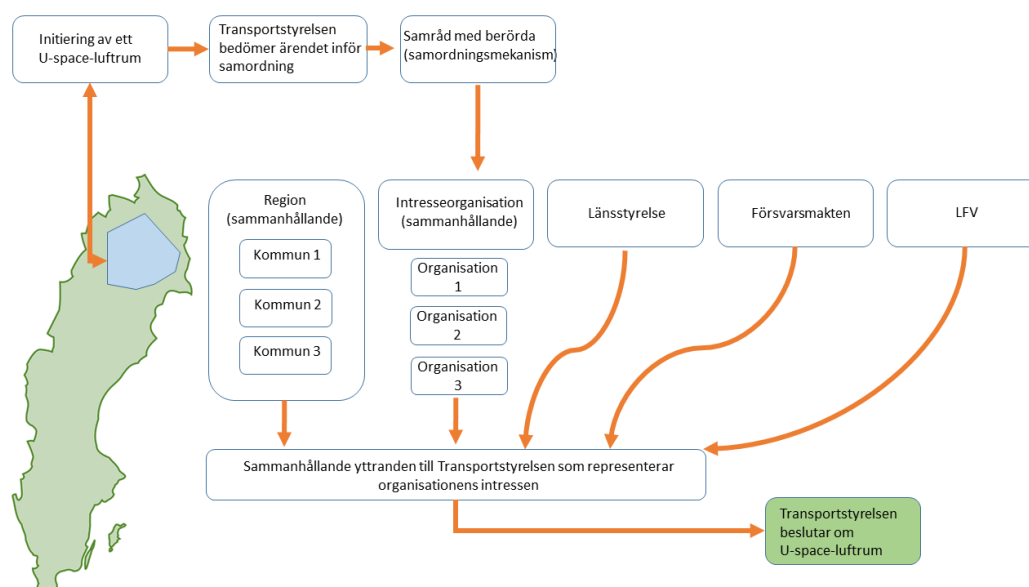 Initiering av ett
U-space-luftrum
Transportstyrelsen
bedömer ärendet inför
samordning
Samråd med berörda
(samordningsmekanism)
Region
(sammanhållande)
Kommun 1
Kommun 2
Kommun 3
Intresseorganisation
(sammanhållande)
Organisation
1
Organisation
2
Organisation
3
Länsstyrelse
Försvarsmakten
LFV
Sammanhållande yttranden till Transportstyrelsen som representerar
organisationens intressen
Transportstyrelsen
beslutar om
U-space-luftrum